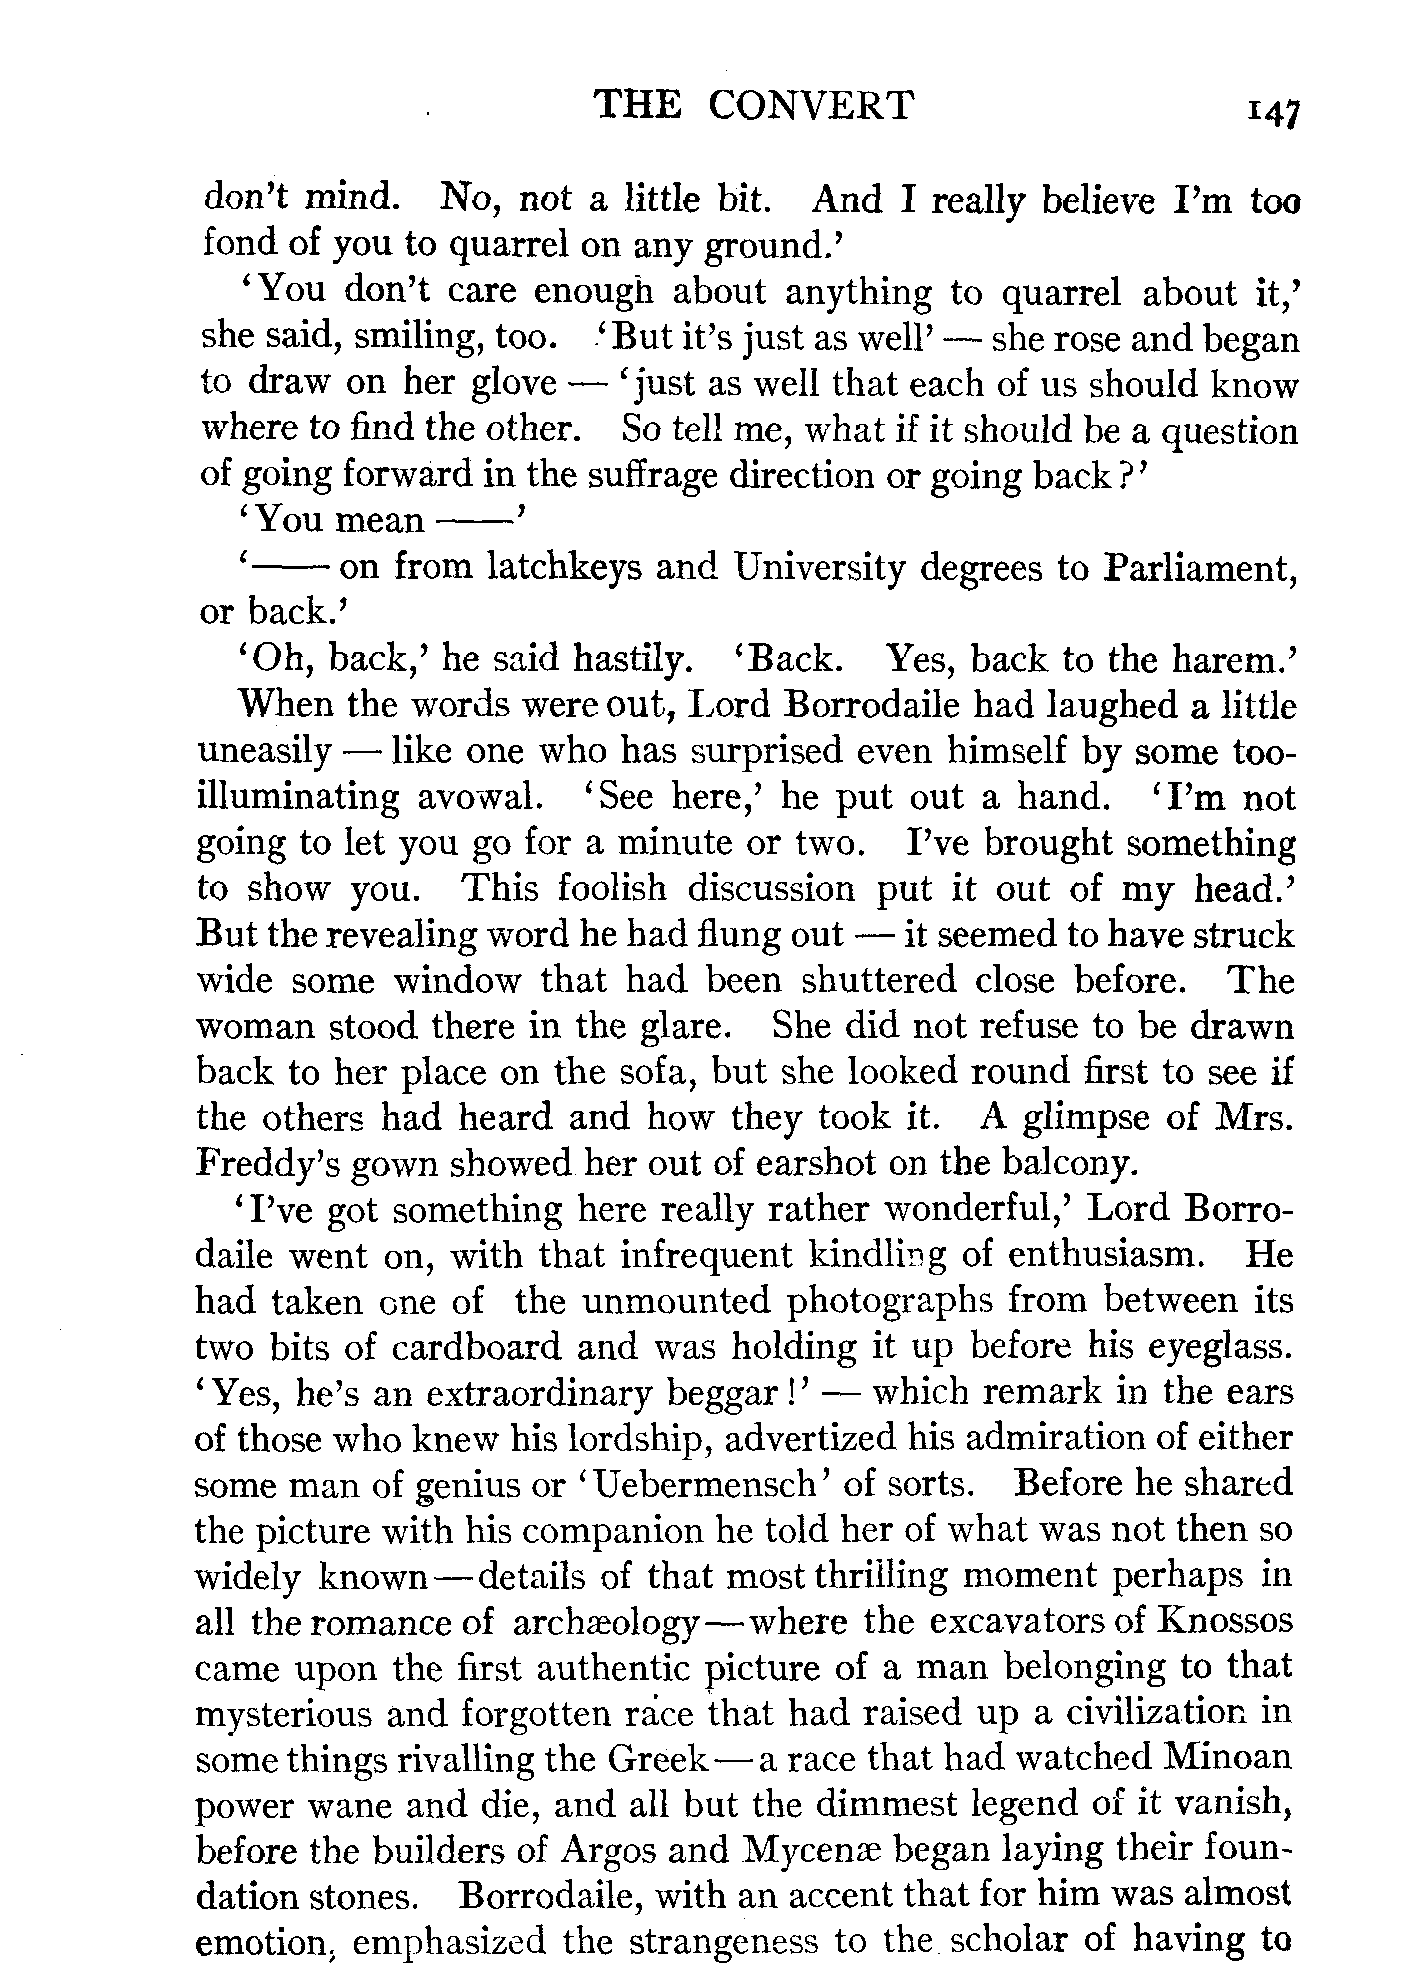 THE CONVERT 147
don't mind. No, not a little bit. And I really believe I'm too
fond of you to quarrel on any ground.'
'You don't care enough about anything to quarrel about it,'
she said, smiling, too. 'But it's just as well' — she rose and began
to draw on her glove — 'just as well that each of us should know
where to find the other. So tell me, what if it should be a question
of going forward in the suffrage direction or going back?'
'You mean ——'
'—— on from latchkeys and University degrees to Parliament,
or back.'
'Oh, back,' he said hastily. 'Back. Yes, back to the harem.'
When the words were out, Lord Borrodaile had laughed a little
uneasily — like one who has surprised even himself by some too-
illuminating avowal. 'See here,' he put out a hand. 'I'm not
going to let you go for a minute or two. I've brought something
to show you. This foolish discussion put it out of my head.'
But the revealing word he had flung out — it seemed to have struck
wide some window that had been shuttered close before. The
woman stood there in the glare. She did not refuse to be drawn
back to her place on the sofa, but she looked round first to see if
the others had heard and how they took it. A glimpse of Mrs.
Freddy's gown showed her out of earshot on the balcony.
'I've got something here really rather wonderful,' Lord Borro-
daile went on, with that infrequent kindling of enthusiasm. He
had taken one of the unmounted photographs from between its
two bits of cardboard and was holding it up before his eyeglass.
'Yes, he's an extraordinary beggar!' — which remark in the ears
of those who knew his lordship, advertized his admiration of either
some man of genius or 'Uebermensch' of sorts. Before he shared
the picture with his companion he told her of what was not then so
widely known—details of that most thrilling moment perhaps in
all the romance of archæology—where the excavators of Knossos
came upon the first authentic picture of a man belonging to that
mysterious and forgotten race that had raised up a civilization in
some things rivalling the Greek—a race that had watched Minoan
power wane and die, and all but the dimmest legend of it vanish,
before the builders of Argos and Mycenæ began laying their foun-
dation stones. Borrodaile, with an accent that for him was almost
emotion, emphasized the strangeness to the scholar of having to